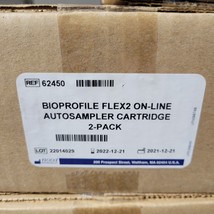 REF 62450
BIOPROFILE FLEX2 ON-LINE
AUTOSAMPLER CARTRIDGE
2-PACK
LOT 22014029 2022-12-21 2021-12-21
200 Prospect Street, Waltham, MA 02454 U.S.A.